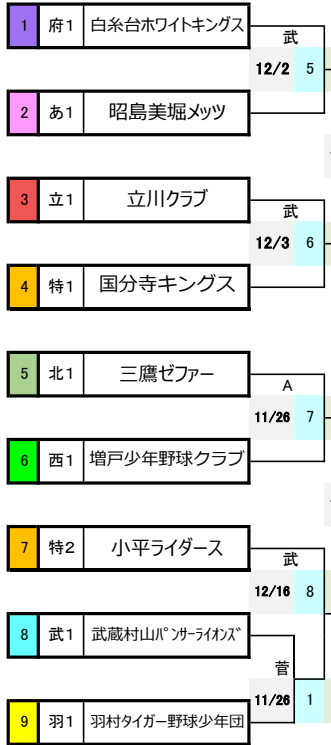 1 府1 白糸台ホワイトキングス
武
12/2 5
2 あ1 昭島美堀メッツ
3 立1 立川クラブ
武
12/3 6
4 特1 国分寺キングス
5 北1 三鷹ゼファー
A
11/26 7
6 西1 増戸少年野球クラブ
7 特2 小平ライダース
武
12/16 8
8 武1 武蔵村山パンサーライオンズ
菅
11/26 1
9 羽1 羽村タイガー野球少年団